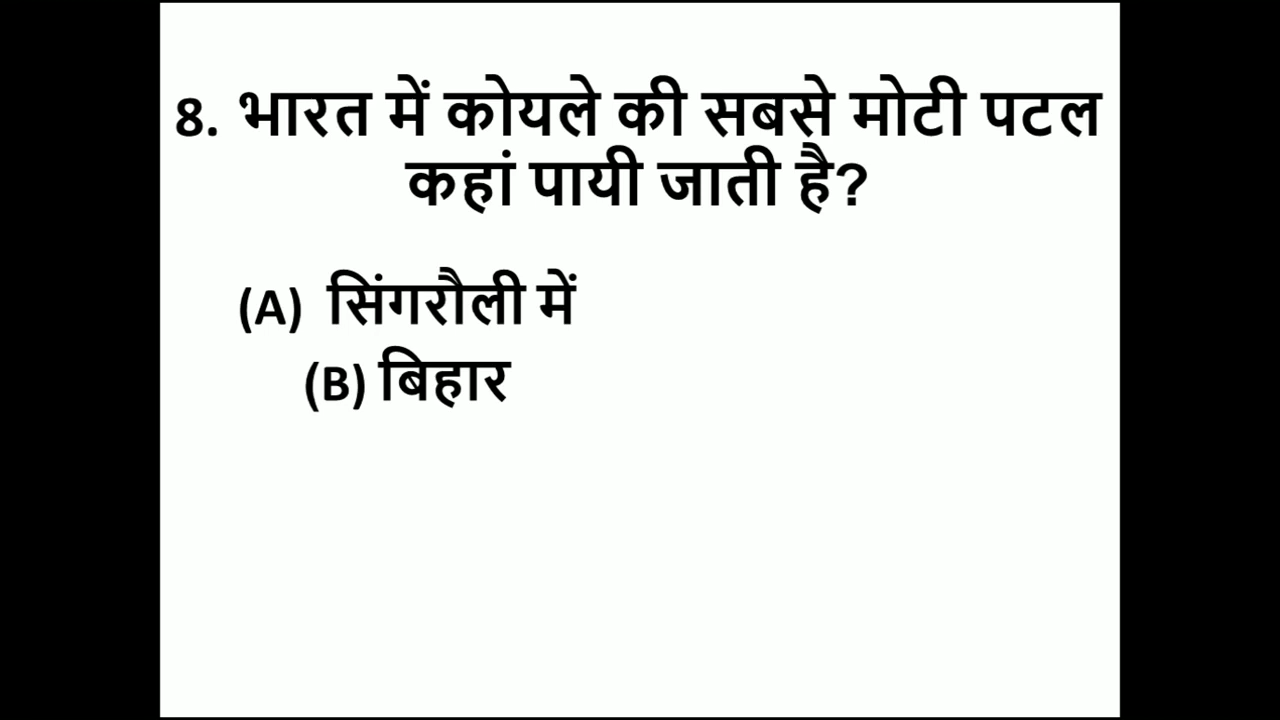 8. भारत में कोयले की सबसे मोटी पटल
कहां पायी जाती है?
(A) सिंगरौली में
(B) बिहार